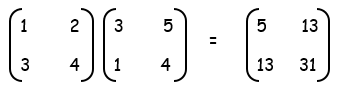 ( 1 2 ) ( 3 5 ) = ( 5 13 )
( 3 4 ) ( 1 4 ) ( 13 31 )